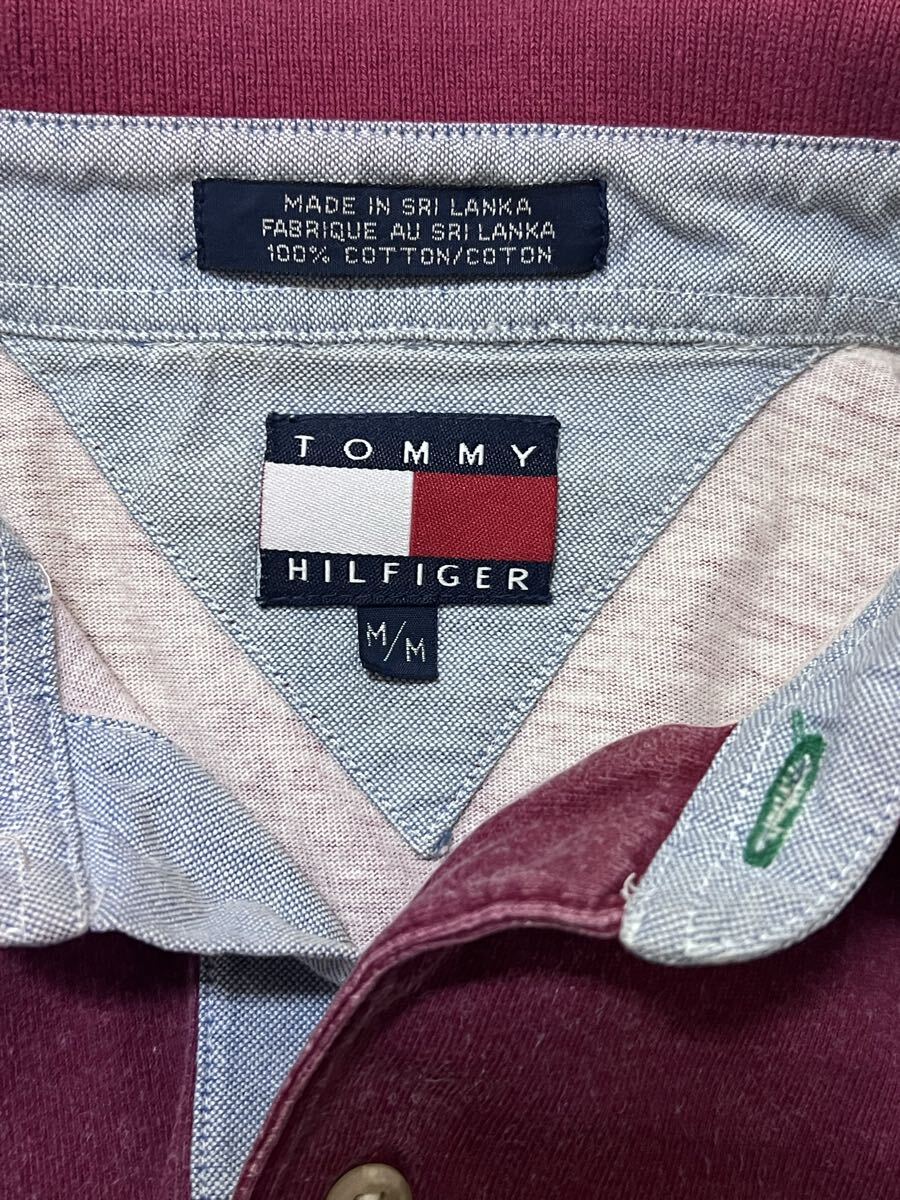 MADE IN SRI LANKA
FABRIQUE AU SRI LANKA
100% COTTON/COTON
TOMMY
HILFIGER
M/M